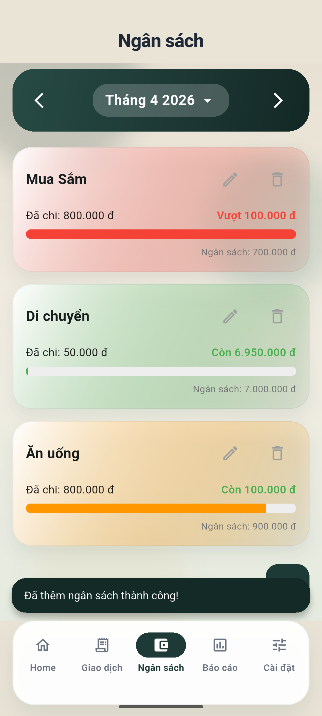 Ngân sách
Tháng 4 2026
Mua Sắm
Đã chi: 800.000 đ
Vượt 100.000 đ
Ngân sách: 700.000 đ
Di chuyển
Đã chi: 50.000 đ
Còn 6.950.000 đ
Ngân sách: 7.000.000 đ
Ăn uống
Đã chi: 800.000 đ
Còn 100.000 đ
Ngân sách: 900.000 đ
Đã thêm ngân sách thành công!
Home
Giao dịch
Ngân sách
Báo cáo
Cài đặt